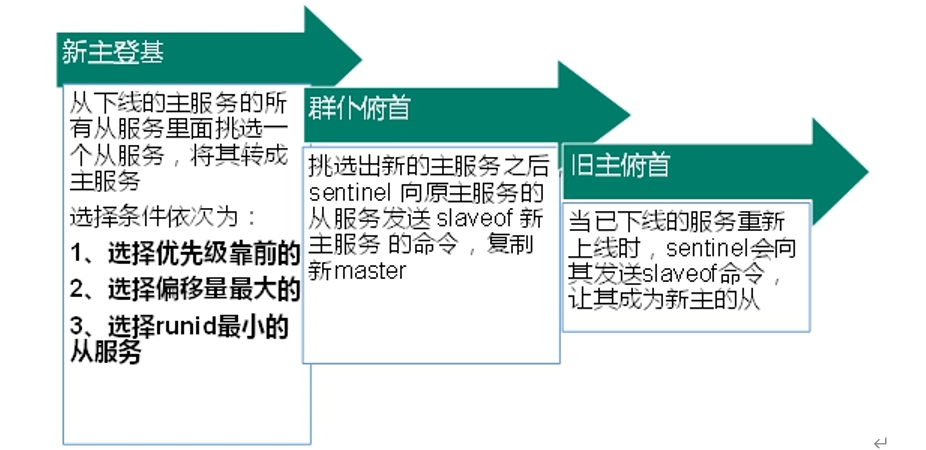 新主登基
从下线的主服务的所
有从服务里面挑选一
个从服务，将其转成
主服务
选择条件依次为：
1、选择优先级靠前的
2、选择偏移量最大的
3、选择runid最小的
从服务
群仆俯首
挑选出新的主服务之后，
sentinel 向原主服务的
从服务发送 slaveof 新
主服务 的命令，复制
新master
旧主俯首
当已下线的服务重新
上线时，sentinel会向
其发送slaveof命令，
让其成为新主的从